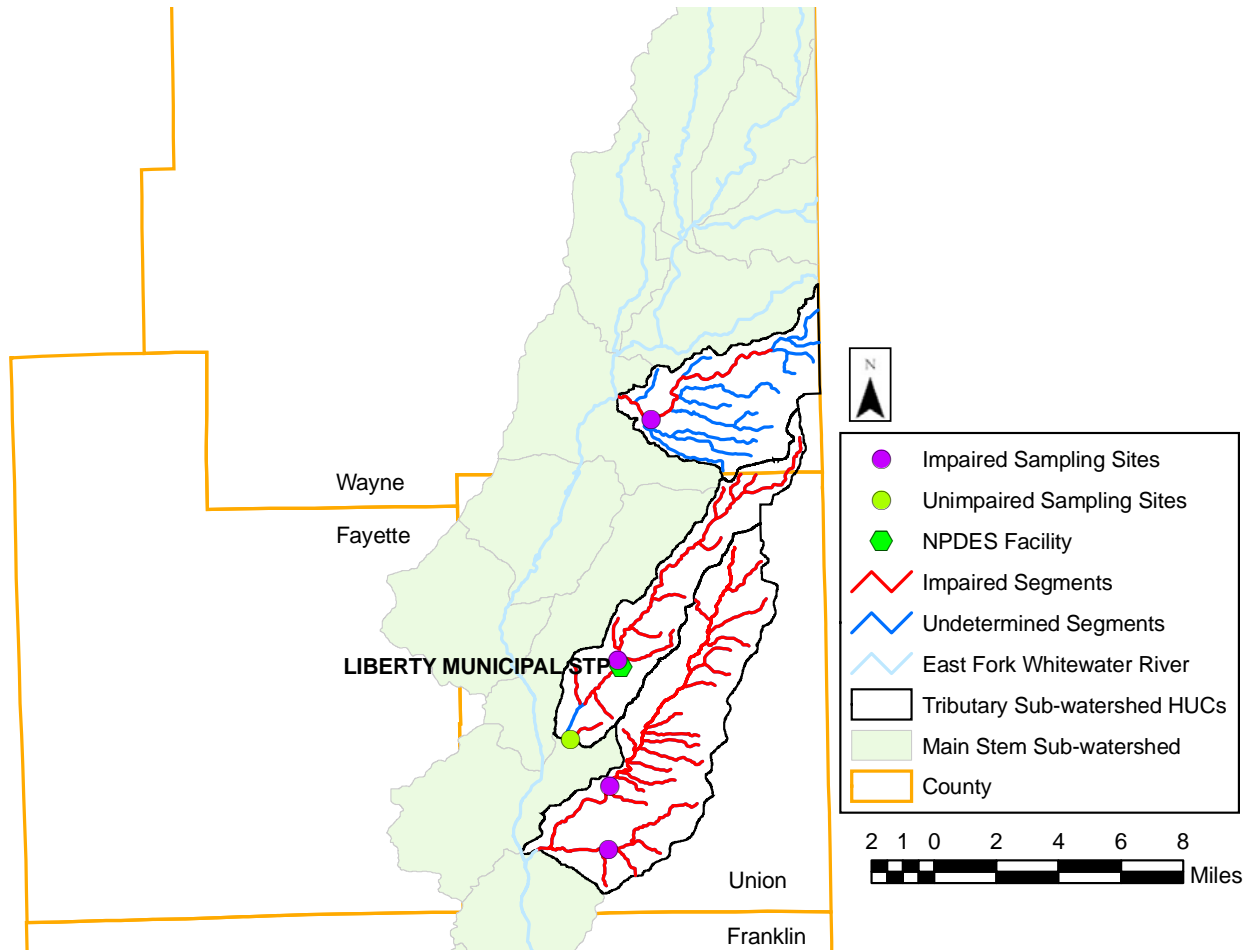 Wayne
Fayette
LIBERTY MUNICIPAL STP
Union
Franklin
N
Impaired Sampling Sites
Unimpaired Sampling Sites
NPDES Facility
Impaired Segments
Undetermined Segments
East Fork Whitewater River
Tributary Sub-watershed HUCs
Main Stem Sub-watershed
County
2 1 0 2 4 6 8
Miles